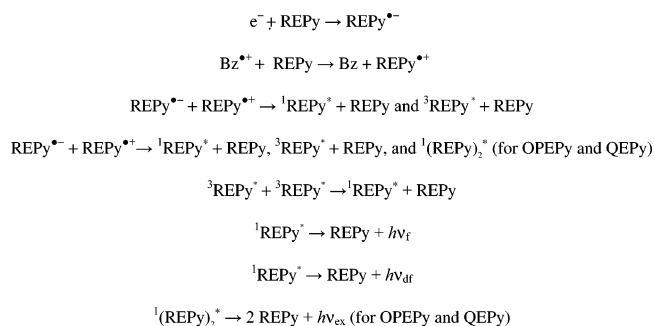 e⁻ + REPy → REPy•⁻
Bz•⁺ + REPy → Bz + REPy•⁺
REPy•⁻ + REPy•⁺ → ¹REPy* + REPy and ³REPy* + REPy
REPy•⁻ + REPy•⁺ → ¹REPy* + REPy, ³REPy* + REPy, and ¹(REPy)₂* (for OPEPy and QEPy)
³REPy* + ³REPy* → ¹REPy* + REPy
¹REPy* → REPy + hν_f
¹REPy* → REPy + hν_df
¹(REPy)₂* → 2 REPy + hν_ex (for OPEPy and QEPy)